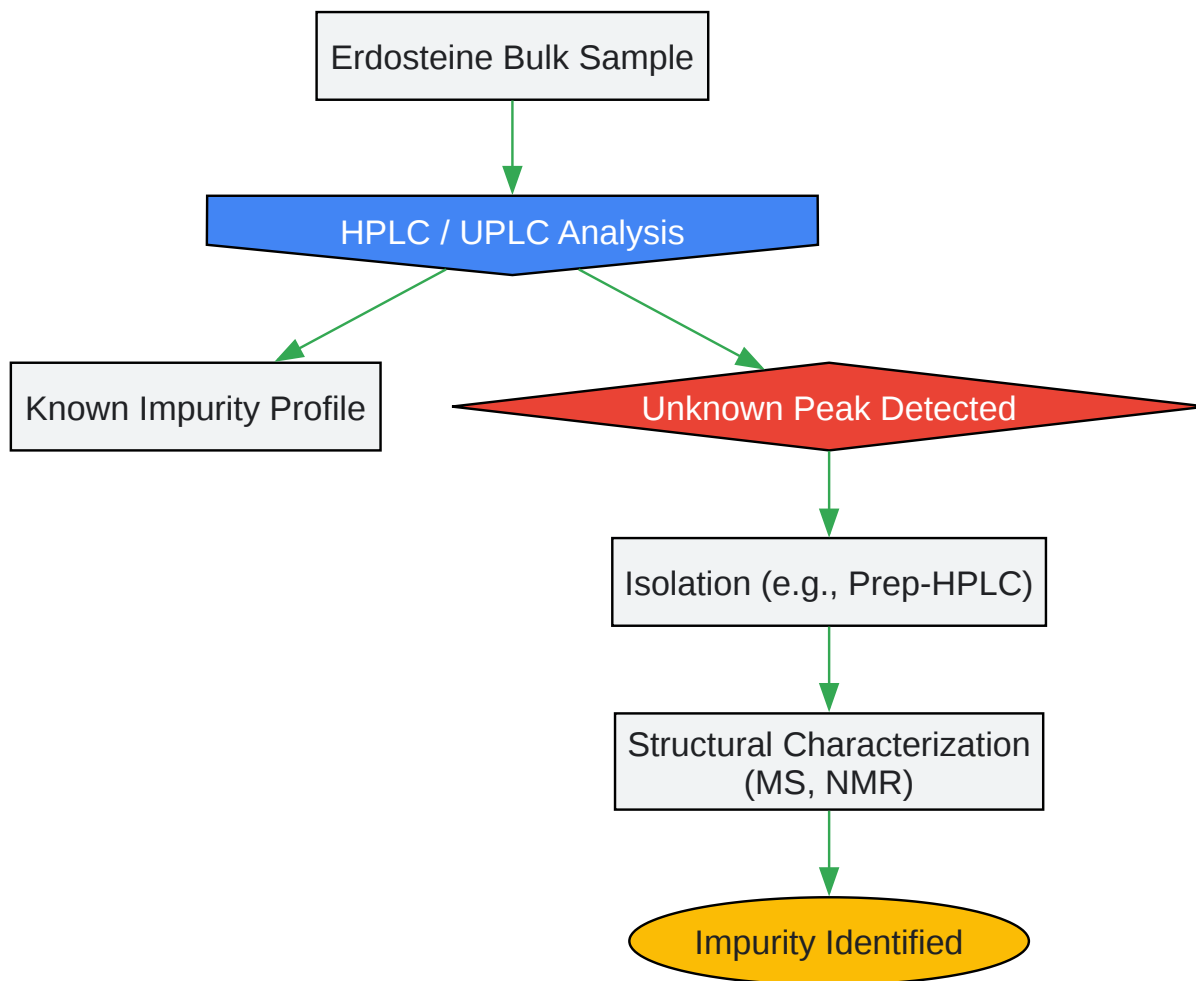 Erdosteine Bulk Sample
HPLC / UPLC Analysis
Known Impurity Profile
Unknown Peak Detected
Isolation (e.g., Prep-HPLC)
Structural Characterization
(MS, NMR)
Impurity Identified